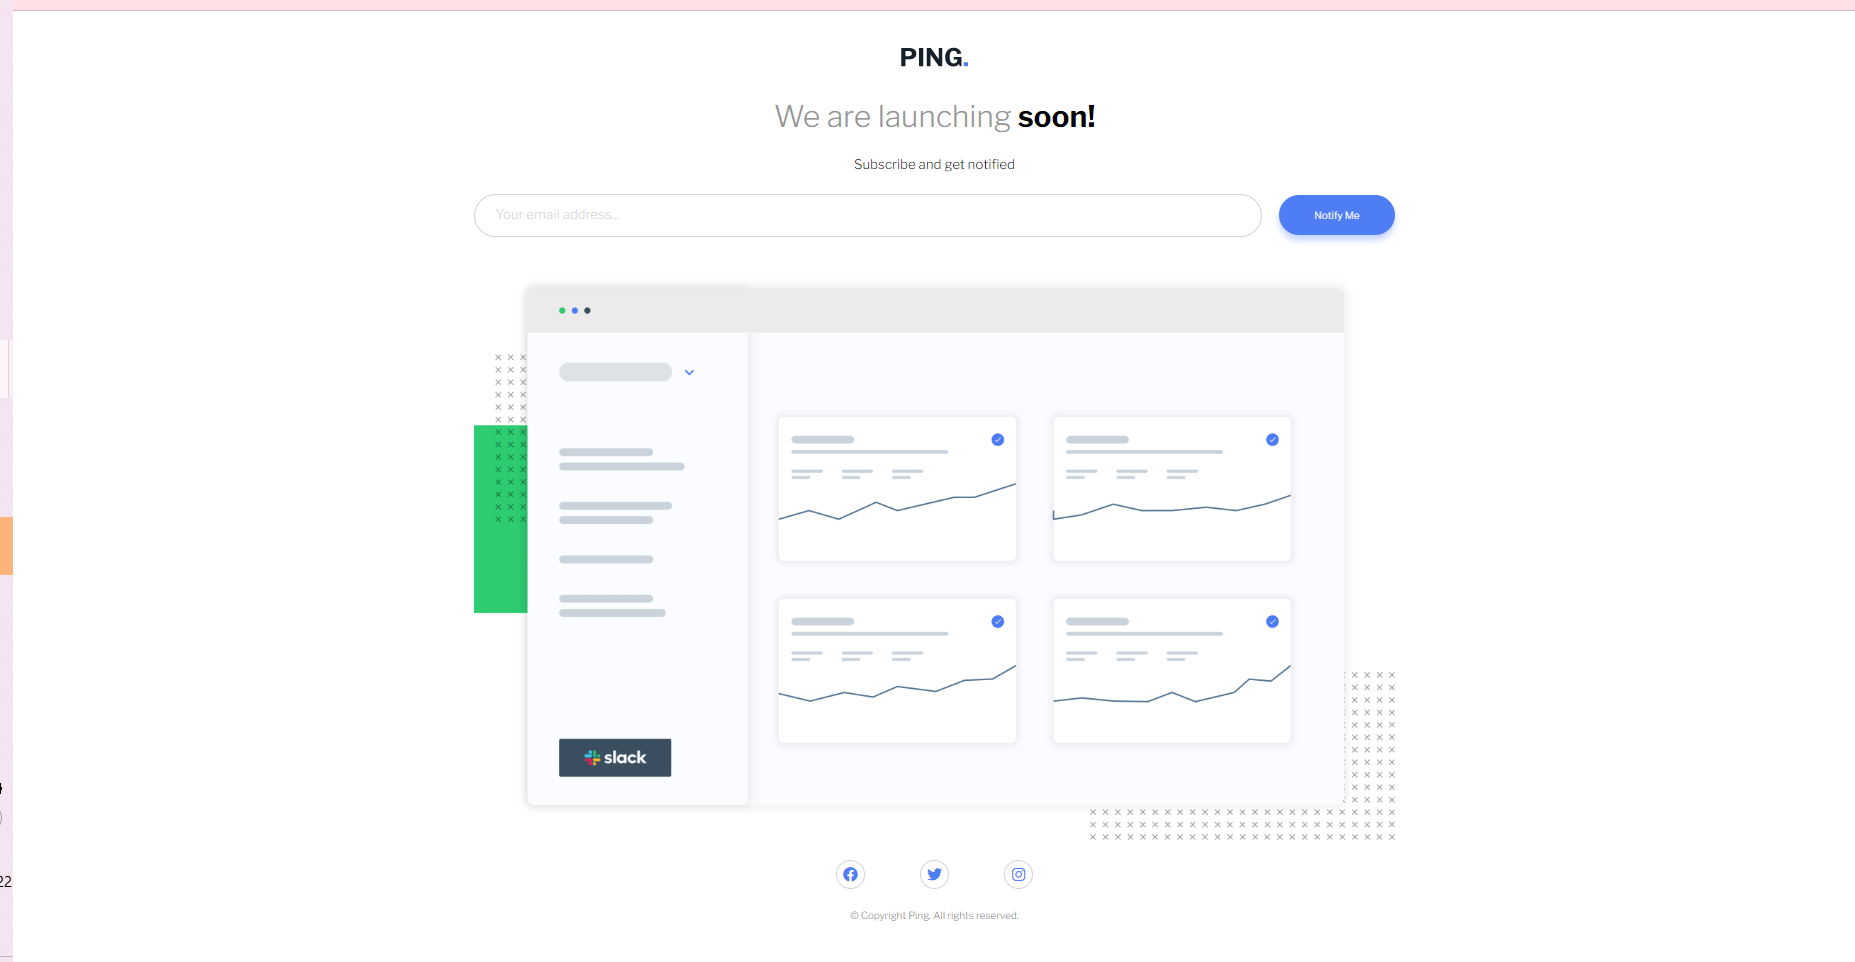 PING.
We are launching soon!
Subscribe and get notified
Your email address...
Notify Me
slack
22
© Copyright Ping. All rights reserved.